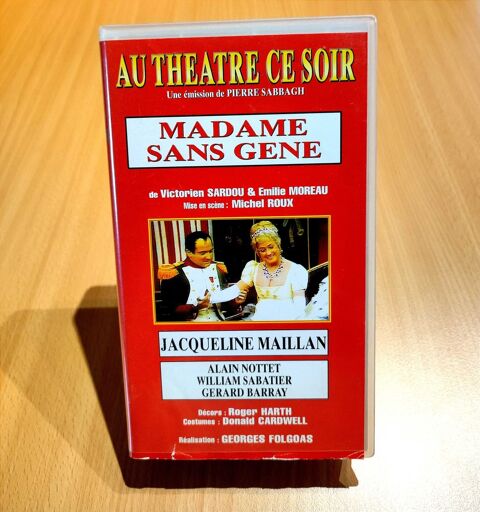 AU THEATRE CE SOIR
Une émission de PIERRE SABBAGH
MADAME
SANS GENE
de Victorien SARDOU & Emilie MOREAU
Mise en scène : Michel ROUX
JACQUELINE MAILLAN
ALAIN NOTTET
WILLIAM SABATIER
GERARD BARRAY
Décors : Roger HARTH
Costumes : Donald CARDWELL
Réalisation : GEORGES FOLGOAS